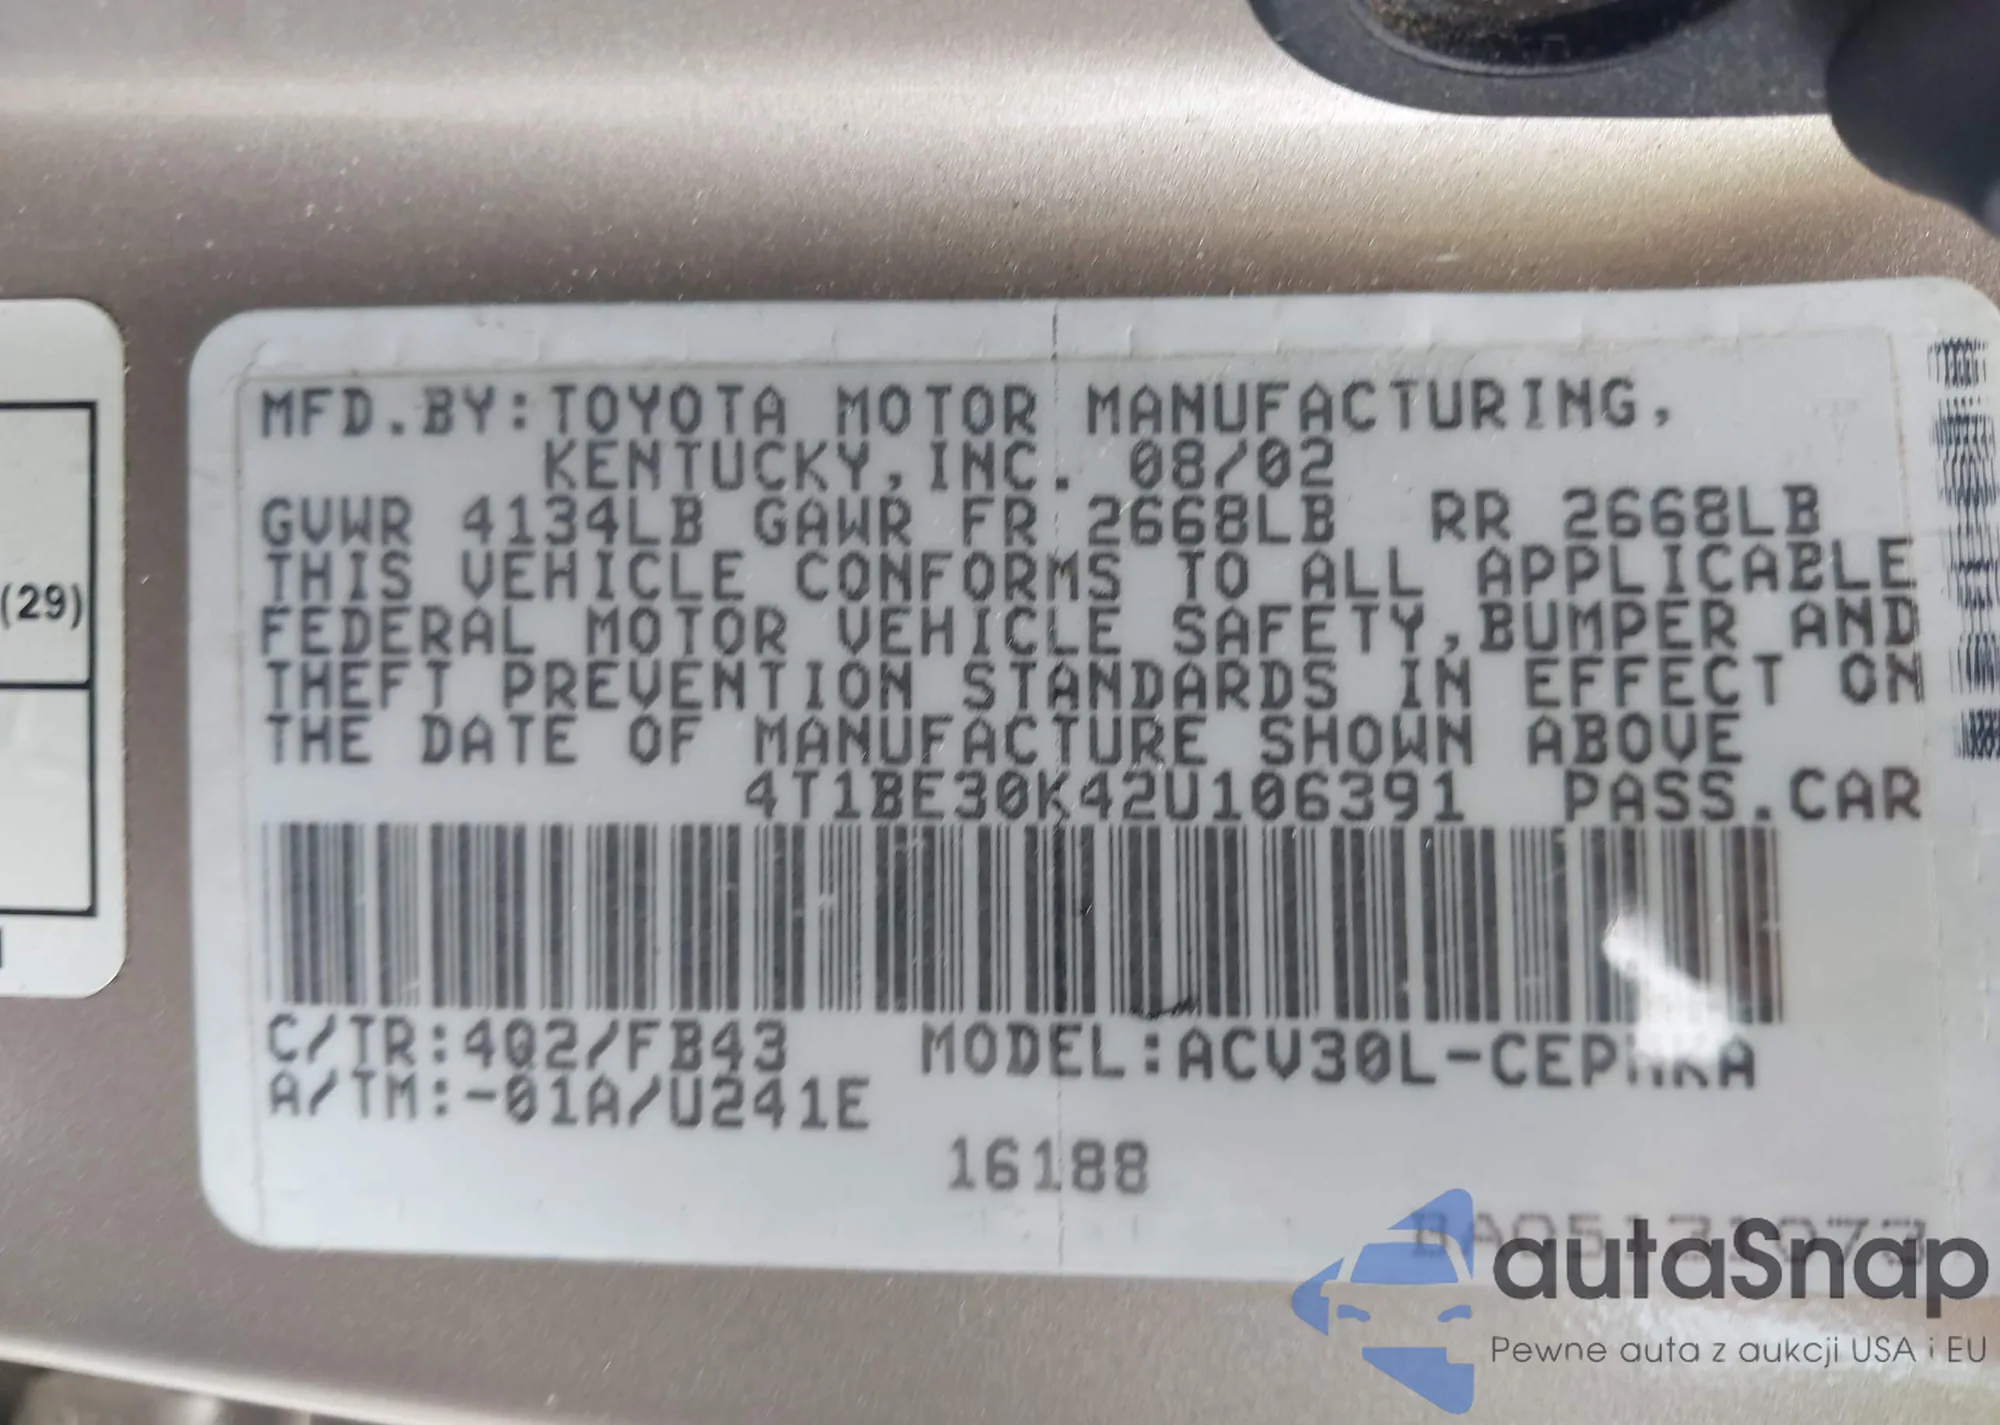 MFD.BY:TOYOTA MOTOR MANUFACTURING,
KENTUCKY,INC. 08/02
GVWR 4134LB GAWR FR 2668LB RR 2668LB
THIS VEHICLE CONFORMS TO ALL APPLICABLE
FEDERAL MOTOR VEHICLE SAFETY,BUMPER AND
THEFT PREVENTION STANDARDS IN EFFECT ON
THE DATE OF MANUFACTURE SHOWN ABOVE
4T1BE30K42U106391 PASS.CAR
C/TR:4Q2/FB43 MODEL:
A/TM:-01A/U241E
16188
(29)
autaSnap
Pewne auta z aukcji USA i EU